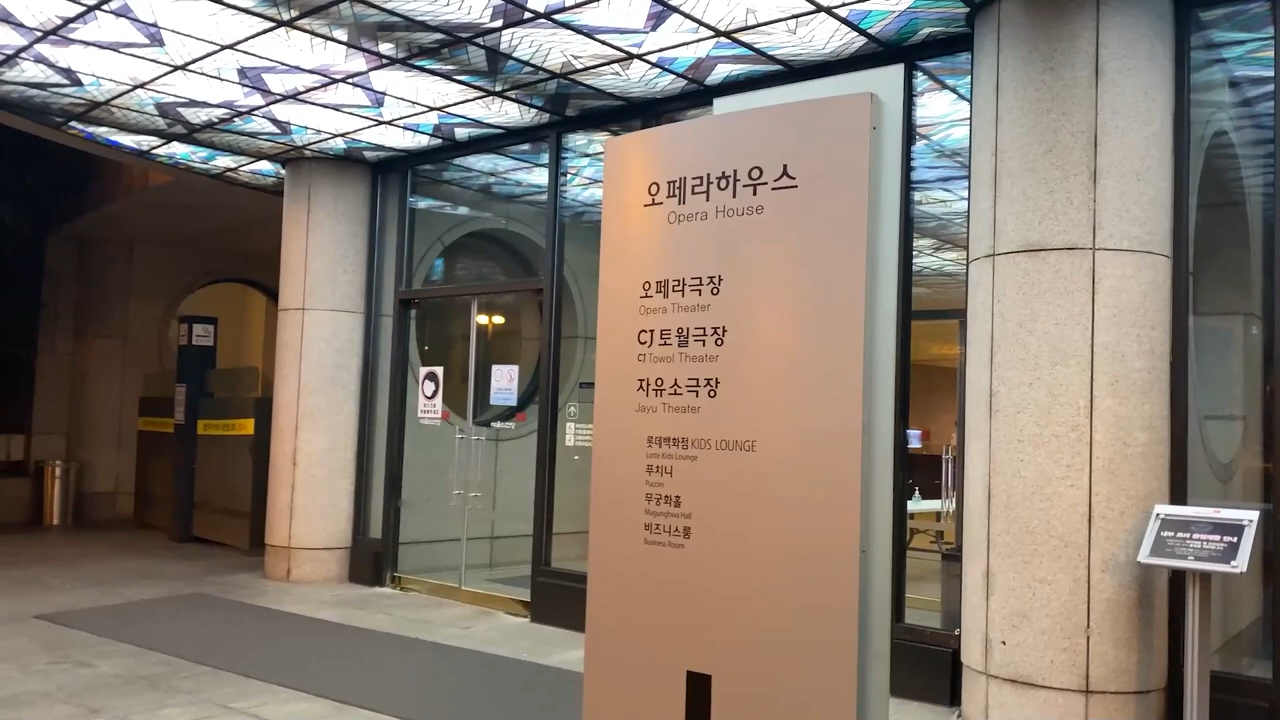 오페라하우스
Opera House
오페라극장
Opera Theater
CJ 토월극장
CJ Towol Theater
자유소극장
Jayu Theater
롯데백화점 KIDS LOUNGE
Lotte Kids Lounge
푸치니
Puccini
무궁화홀
Mugunghwa Hall
비즈니스룸
Business Room